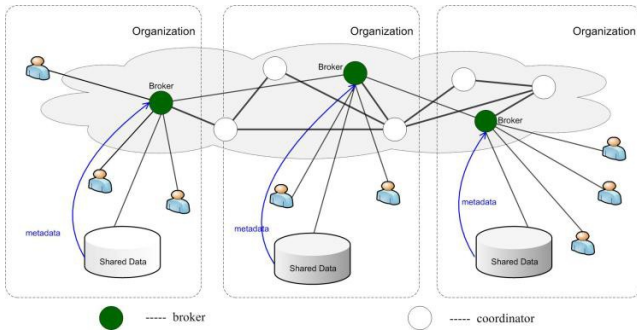 Organization
Organization
Organization
Broker
Broker
Broker
metadata
metadata
metadata
Shared Data
Shared Data
Shared Data
----- broker
----- coordinator